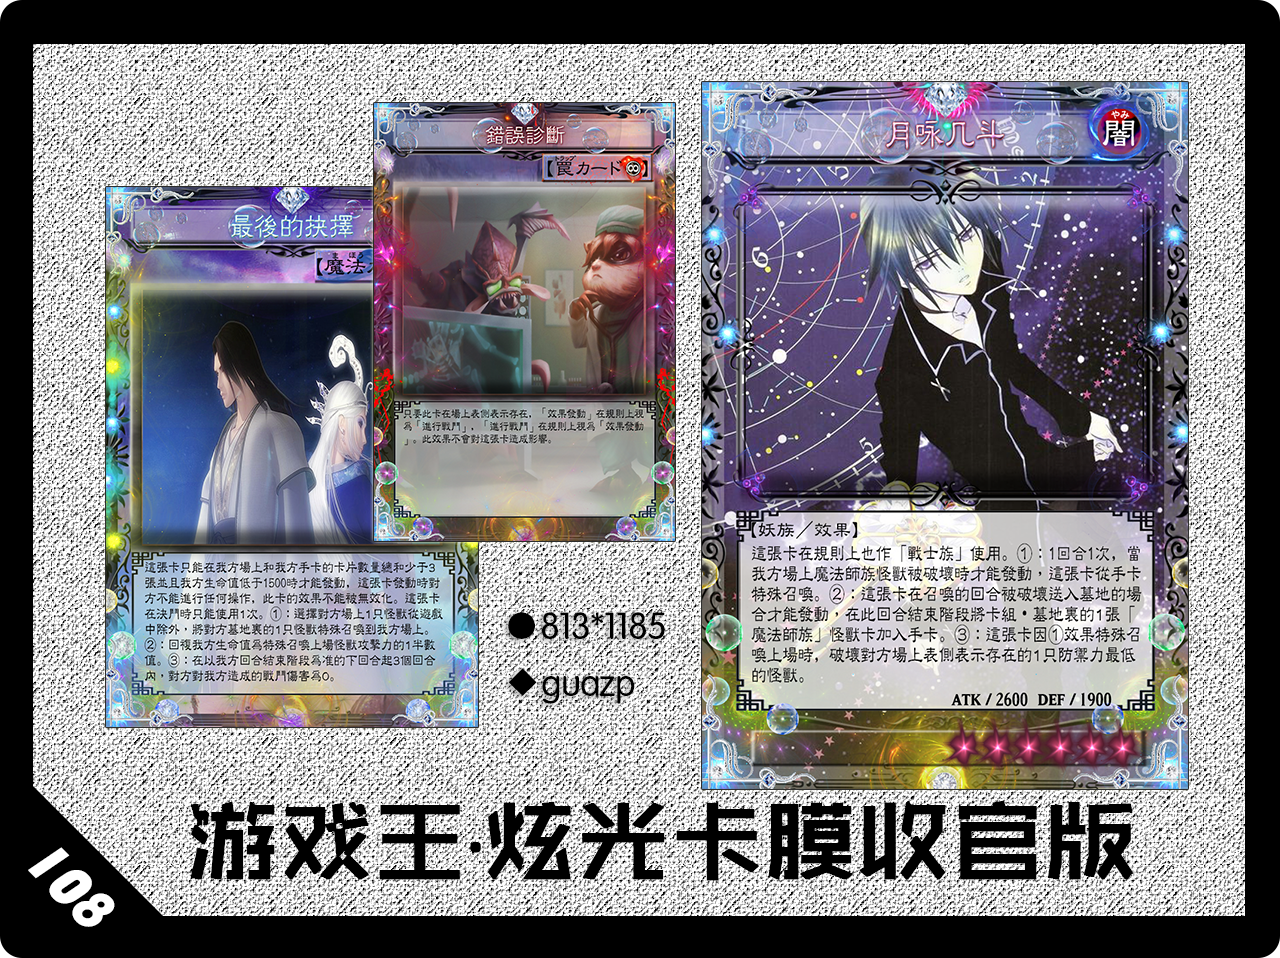 最後的抉擇
【魔法
まほう
這張卡只能在我方場上和我方手卡的卡片數量總和少于3
張並且我方生命值低于1500時才能發動，這張卡發動時對
方不能進行任何操作，此卡的效果不能被無效化。這張卡
在決鬥時只能使用1次。①：選擇對方場上1只怪獸從遊戲
中除外，將對方墓地裏的1只怪獸特殊召喚到我方場上。
②：回複我方生命值為特殊召喚上場怪獸攻擊力的1半數
值。③：在以我方回合結束階段為准的下回合起3個回合
內，對方對我方造成的戰鬥傷害為0。
錯誤診斷
【罠カード∞】
トラップ
只要此卡在場上表側表示存在，「效果發動」在規則上視
為「進行戰鬥」，「進行戰鬥」在規則上視為「效果發動
」。此效果不會對這張卡造成影響。
月咏几斗
やみ
闇
【妖族／效果】
這張卡在規則上也作「戰士族」使用。①：1回合1次，當
我方場上魔法師族怪獸被破壞時才能發動，這張卡從手卡
特殊召喚。②：這張卡在召喚的回合被破壞送入墓地的場
合才能發動，在此回合結束階段將卡組·墓地裏的1張「
魔法師族」怪獸卡加入手卡。③：這張卡因①效果特殊召
喚上場時，破壞對方場上表側表示存在的1只防禦力最低
的怪獸。
ATK / 2600 DEF / 1900
●813*1185
◆guazp
游戏王·炫光卡膜收官版
108